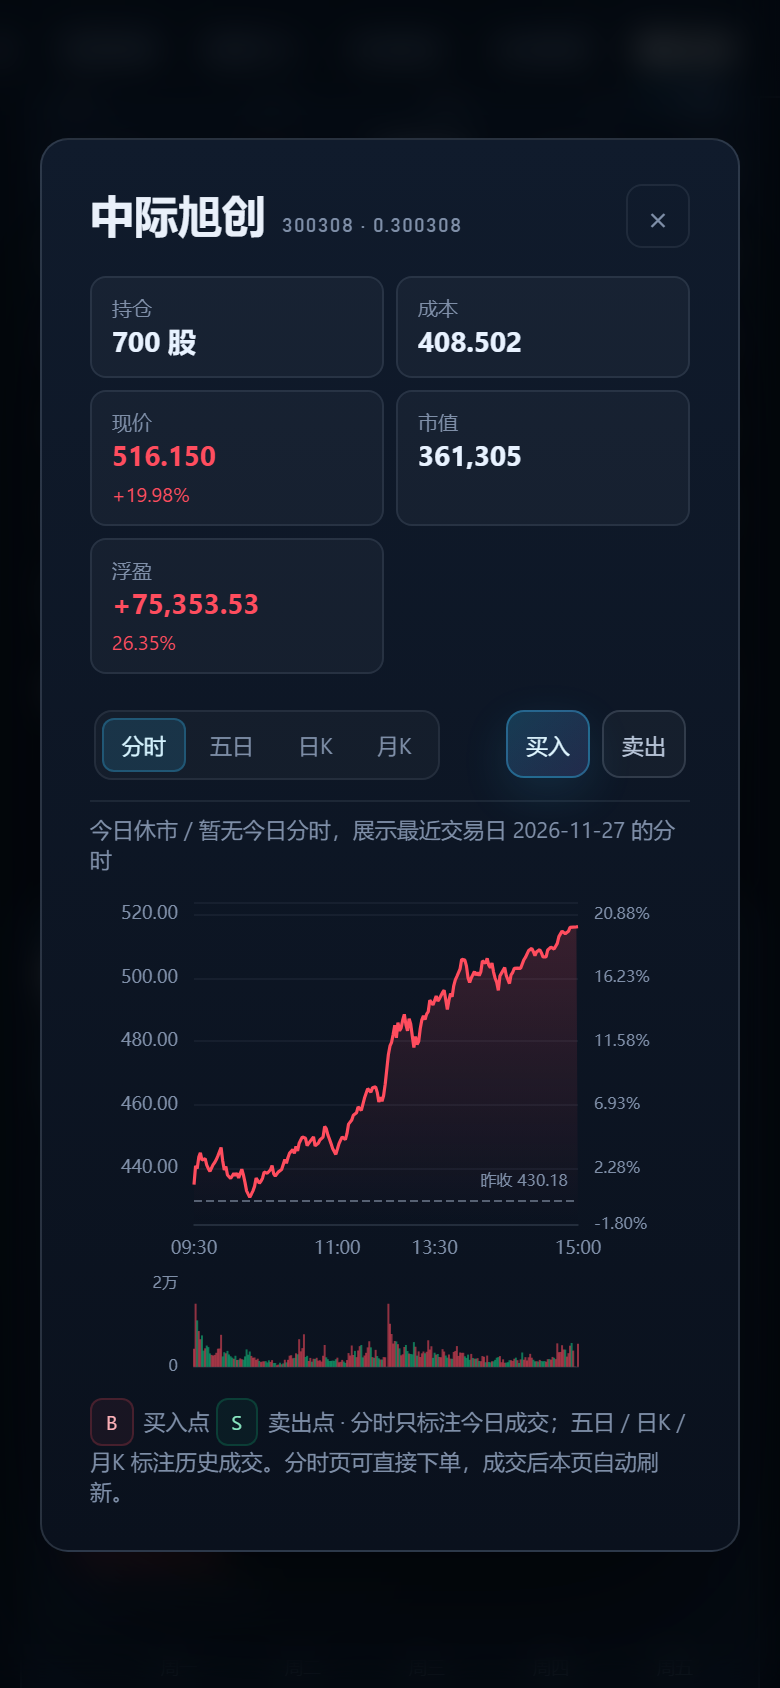 中际旭创 300308 · 0.300308 ×
持仓
700 股
成本
408.502
现价
516.150
+19.98%
市值
361,305
浮盈
+75,353.53
26.35%
分时 五日 日K 月K 买入 卖出
今日休市 / 暂无今日分时，展示最近交易日 2026-11-27 的分
时
520.00 20.88%
500.00 16.23%
480.00 11.58%
460.00 6.93%
440.00 2.28%
昨收 430.18
-1.80%
09:30 11:00 13:30 15:00
2万
0
B 买入点 S 卖出点 · 分时只标注今日成交；五日 / 日K /
月K 标注历史成交。分时页可直接下单，成交后本页自动刷
新。